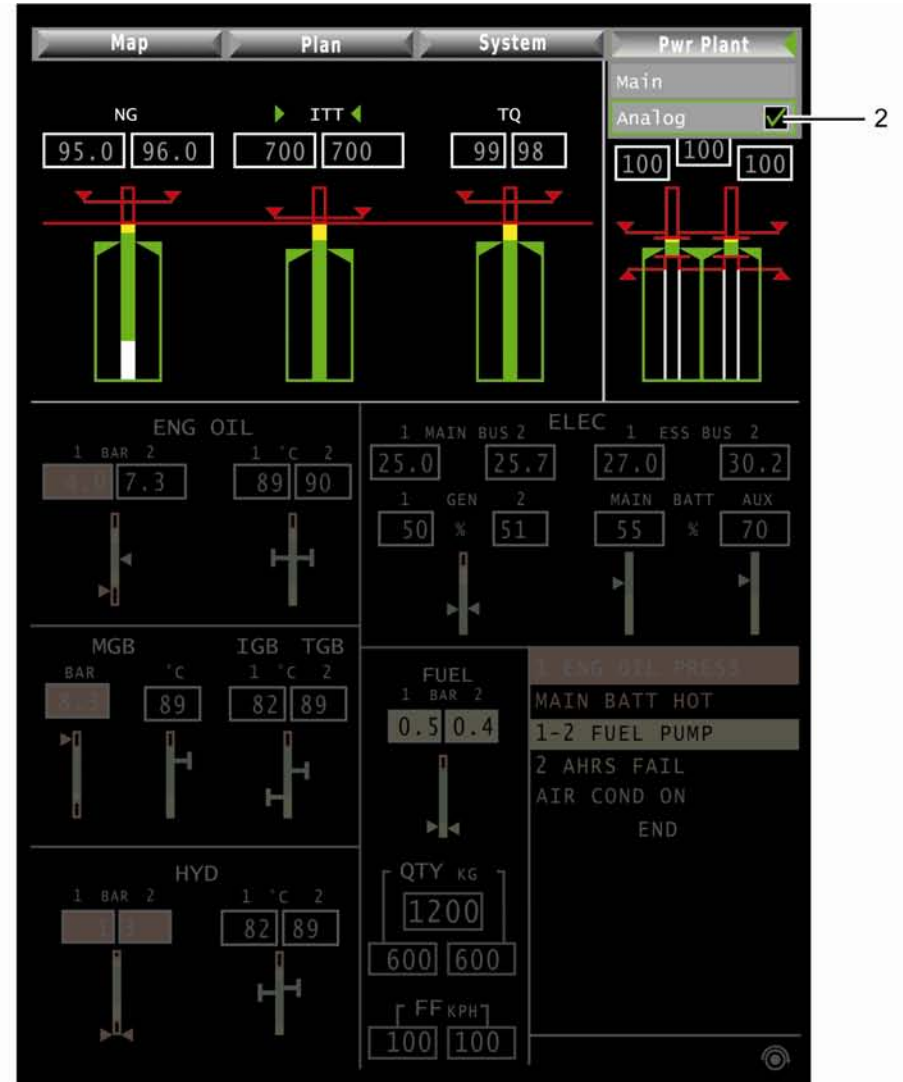 Map Plan System Pwr Plant
Main
Analog 2
NG ITT TQ
95.0 96.0 700 700 99 98 100 100 100
ENG OIL ELEC
1 BAR 2 1 °C 2 1 MAIN BUS 2 1 ESS BUS 2
7.3 89 90 25.0 25.7 27.0 30.2
1 GEN 2 MAIN BATT AUX
50 % 51 55 % 70
MGB IGB TGB
BAR °C 1 °C 2
8.3 89 82 89
FUEL
1 BAR 2
0.5 0.4
1 ENG OIL PRESS
MAIN BATT HOT
1-2 FUEL PUMP
2 AHRS FAIL
AIR COND ON
END
HYD
1 BAR 2 1 °C 2
82 89
QTY KG
1200
600 600
FF KPH
100 100